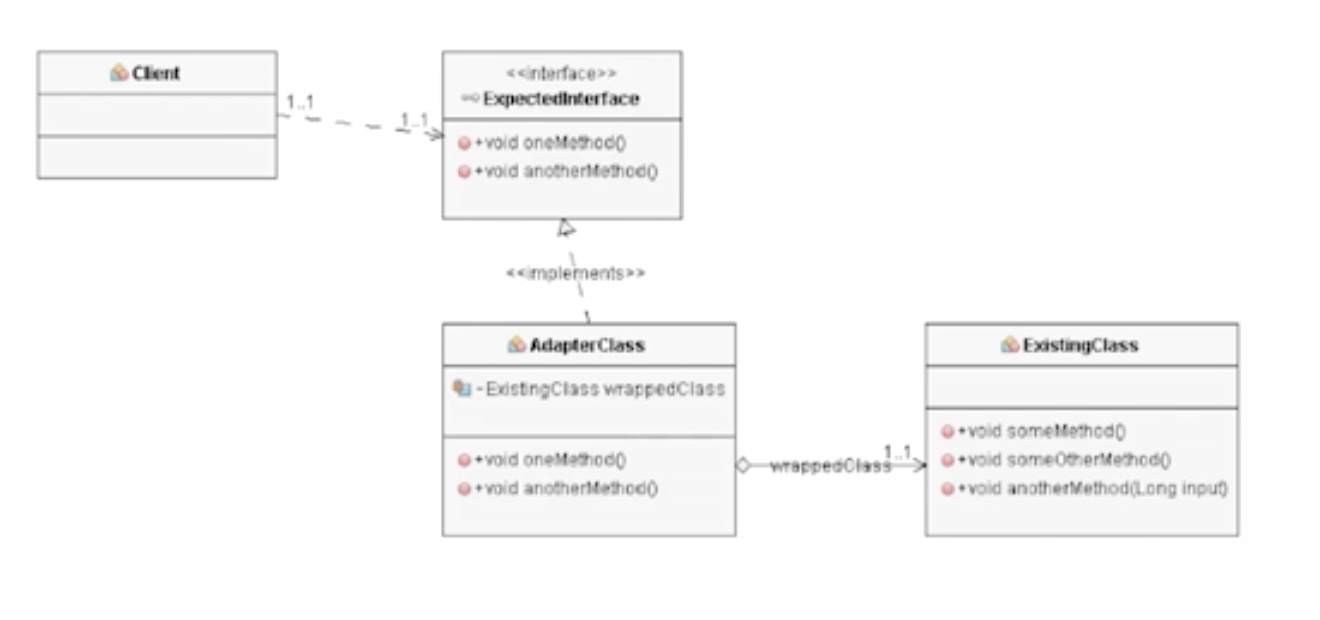 Client
1..1
1..1
<<interface>>
ExpectedInterface
+void oneMethod()
+void anotherMethod()
<<implements>>
AdapterClass
-ExistingClass wrappedClass
+void oneMethod()
+void anotherMethod()
wrappedClass
1..1
ExistingClass
+void someMethod()
+void someOtherMethod()
+void anotherMethod(Long input)